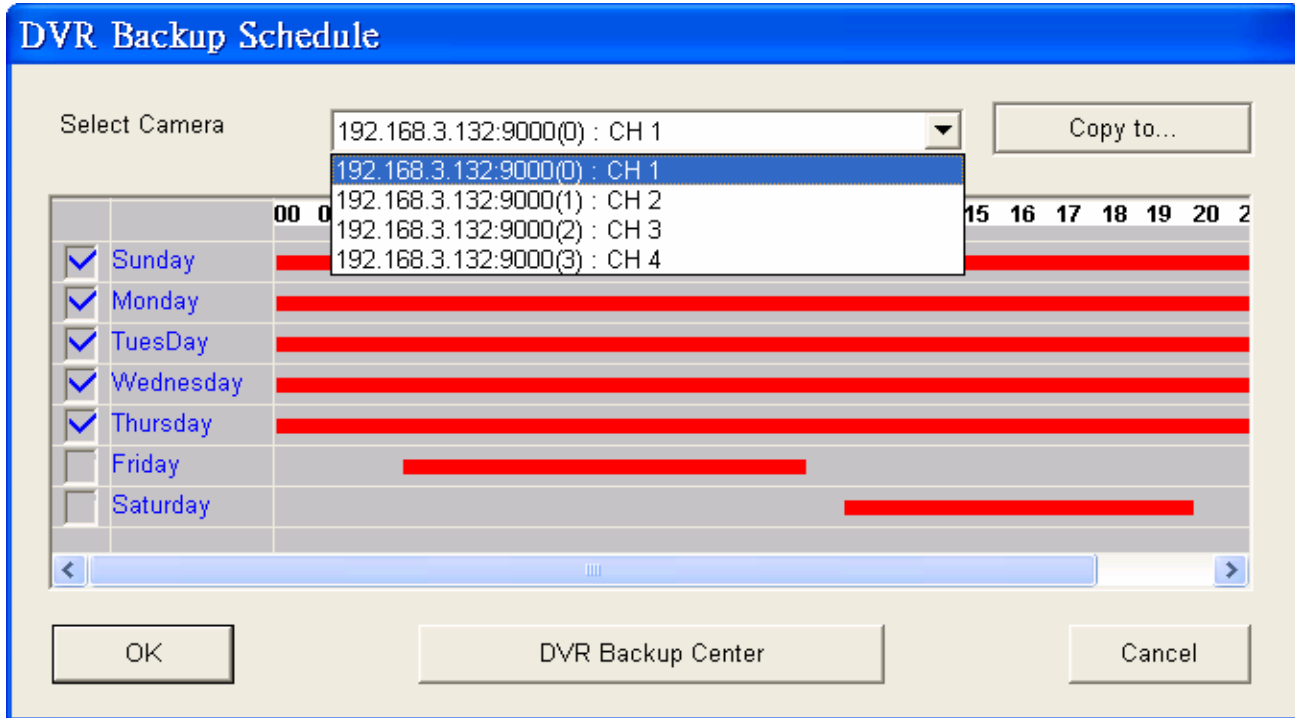 DVR Backup Schedule
Select Camera
192.168.3.132:9000(0) : CH 1
Copy to...
192.168.3.132:9000(0) : CH 1
192.168.3.132:9000(1) : CH 2
192.168.3.132:9000(2) : CH 3
192.168.3.132:9000(3) : CH 4
00 0 15 16 17 18 19 20 2
Sunday
Monday
TuesDay
Wednesday
Thursday
Friday
Saturday
OK
DVR Backup Center
Cancel